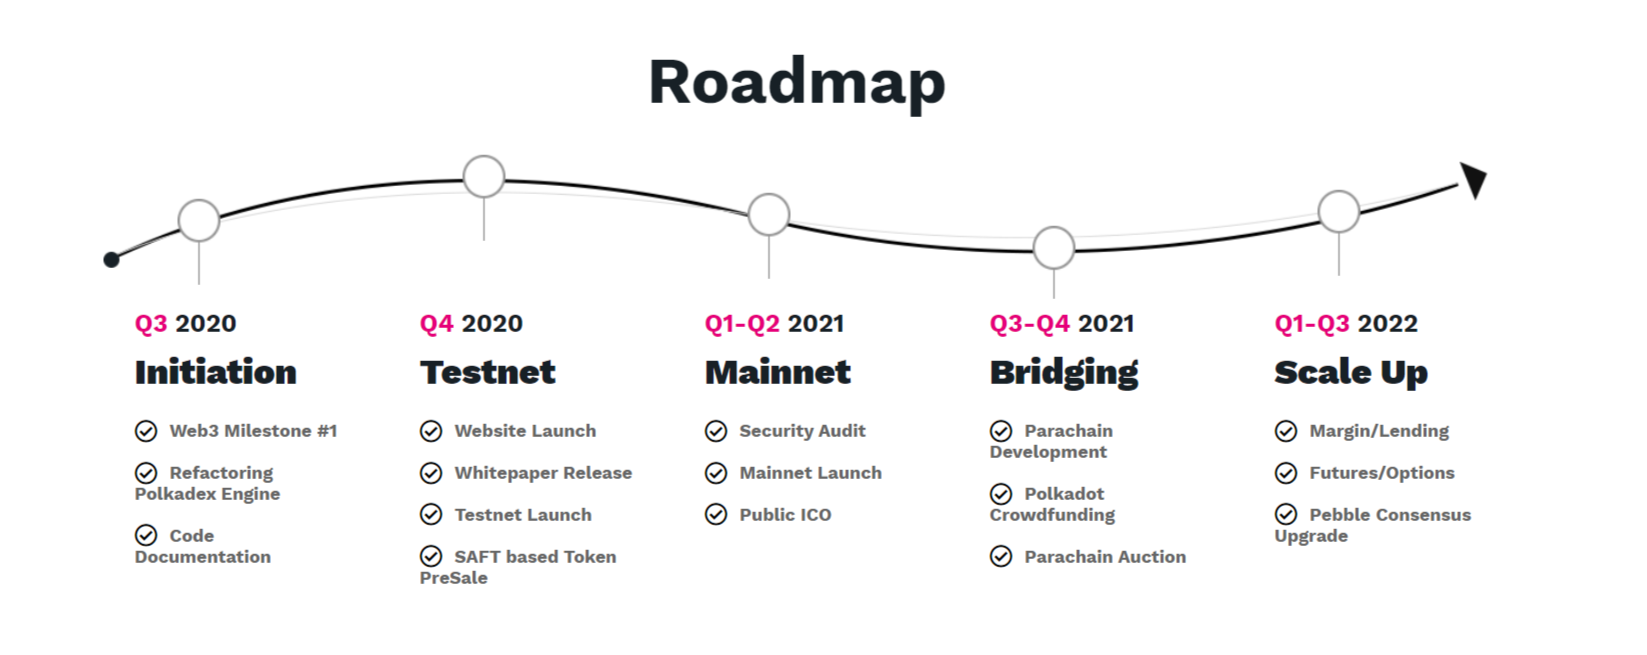 Roadmap
Q3 2020
Initiation
Web3 Milestone #1
Refactoring
Polkadex Engine
Code
Documentation
Q4 2020
Testnet
Website Launch
Whitepaper Release
Testnet Launch
SAFT based Token
PreSale
Q1-Q2 2021
Mainnet
Security Audit
Mainnet Launch
Public ICO
Q3-Q4 2021
Bridging
Parachain
Development
Polkadot
Crowdfunding
Parachain Auction
Q1-Q3 2022
Scale Up
Margin/Lending
Futures/Options
Pebble Consensus
Upgrade